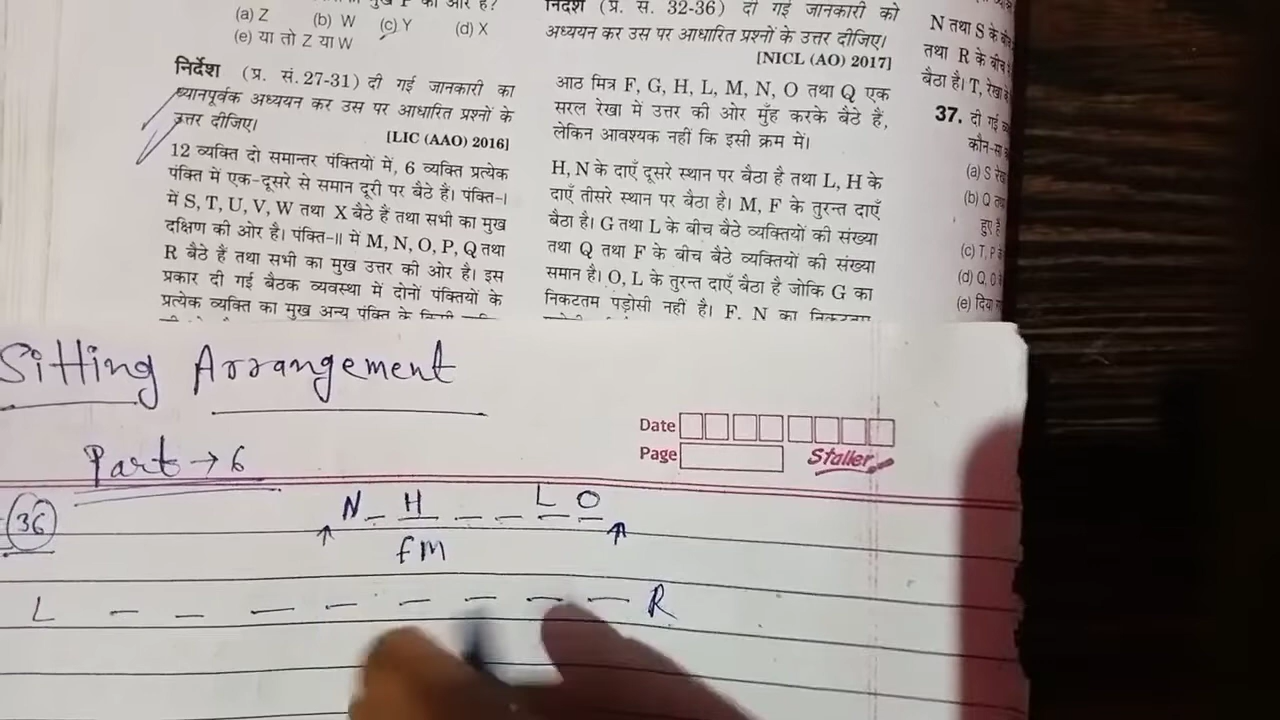 (a) Z (b) W (c) Y (d) X
(e) या तो Z या W
निर्देश (प्र. सं. 27-31) दी गई जानकारी का
ध्यानपूर्वक अध्ययन कर उस पर आधारित प्रश्नों के
उत्तर दीजिए।
[LIC (AAO) 2016]
12 व्यक्ति दो समान्तर पंक्तियों में, 6 व्यक्ति प्रत्येक
पंक्ति में एक-दूसरे से समान दूरी पर बैठे हैं। पंक्ति-I
में S, T, U, V, W तथा X बैठे हैं तथा सभी का मुख
दक्षिण की ओर है। पंक्ति-II में M, N, O, P, Q तथा
R बैठे हैं तथा सभी का मुख उत्तर की ओर है। इस
प्रकार दी गई बैठक व्यवस्था में दोनों पंक्तियों के
प्रत्येक व्यक्ति का मुख अन्य पंक्ति के
निर्देश (प्र. सं. 32-36) दी गई जानकारी को
अध्ययन कर उस पर आधारित प्रश्नों के उत्तर दीजिए।
[NICL (AO) 2017]
आठ मित्र F, G, H, L, M, N, O तथा Q एक
सरल रेखा में उत्तर की ओर मुँह करके बैठे हैं,
लेकिन आवश्यक नहीं कि इसी क्रम में।
H, N के दाएँ दूसरे स्थान पर बैठा है तथा L, H के
दाएँ तीसरे स्थान पर बैठा है। M, F के तुरन्त दाएँ
बैठा है। G तथा L के बीच बैठे व्यक्तियों की संख्या
तथा Q तथा F के बीच बैठे व्यक्तियों की संख्या
समान है। O, L के तुरन्त दाएँ बैठा है जोकि G का
निकटतम पड़ोसी नहीं है। F, N का निकटतम
N तथा S के बीच
तथा R के बीच
बैठा है। T, रेखा
37. दी गई
कौन-सा
(a) S
(b) Q
हुए है
(c) T, P
(d) Q, O
(e) दिया
Sitting Arrangement
Part → 6
Date
Page
Staller
36 N _ H _ _ L O
fM
L _ _ _ _ _ _ _ _ R